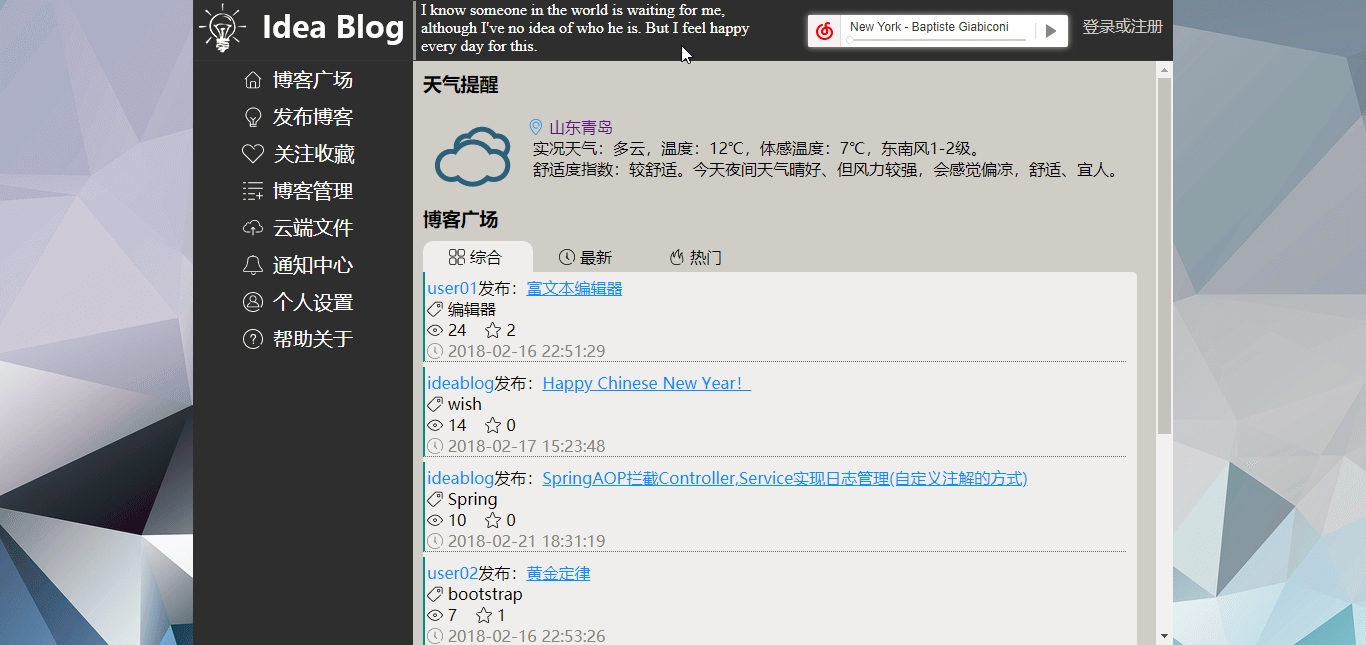 Idea Blog
I know someone in the world is waiting for me,
although I've no idea of who he is. But I feel happy
every day for this.
New York - Baptiste Giabiconi
登录或注册
博客广场
发布博客
关注收藏
博客管理
云端文件
通知中心
个人设置
帮助关于
天气提醒
山东青岛
实况天气：多云，温度：12℃，体感温度：7℃，东南风1-2级。
舒适度指数：较舒适。今天夜间天气晴好、但风力较强，会感觉偏凉，舒适、宜人。
博客广场
综合 最新 热门
user01发布：富文本编辑器
编辑器
24 2
2018-02-16 22:51:29
ideablog发布：Happy Chinese New Year！
wish
14 0
2018-02-17 15:23:48
ideablog发布：SpringAOP拦截Controller,Service实现日志管理(自定义注解的方式)
Spring
10 0
2018-02-21 18:31:19
user02发布：黄金定律
bootstrap
7 1
2018-02-16 22:53:26